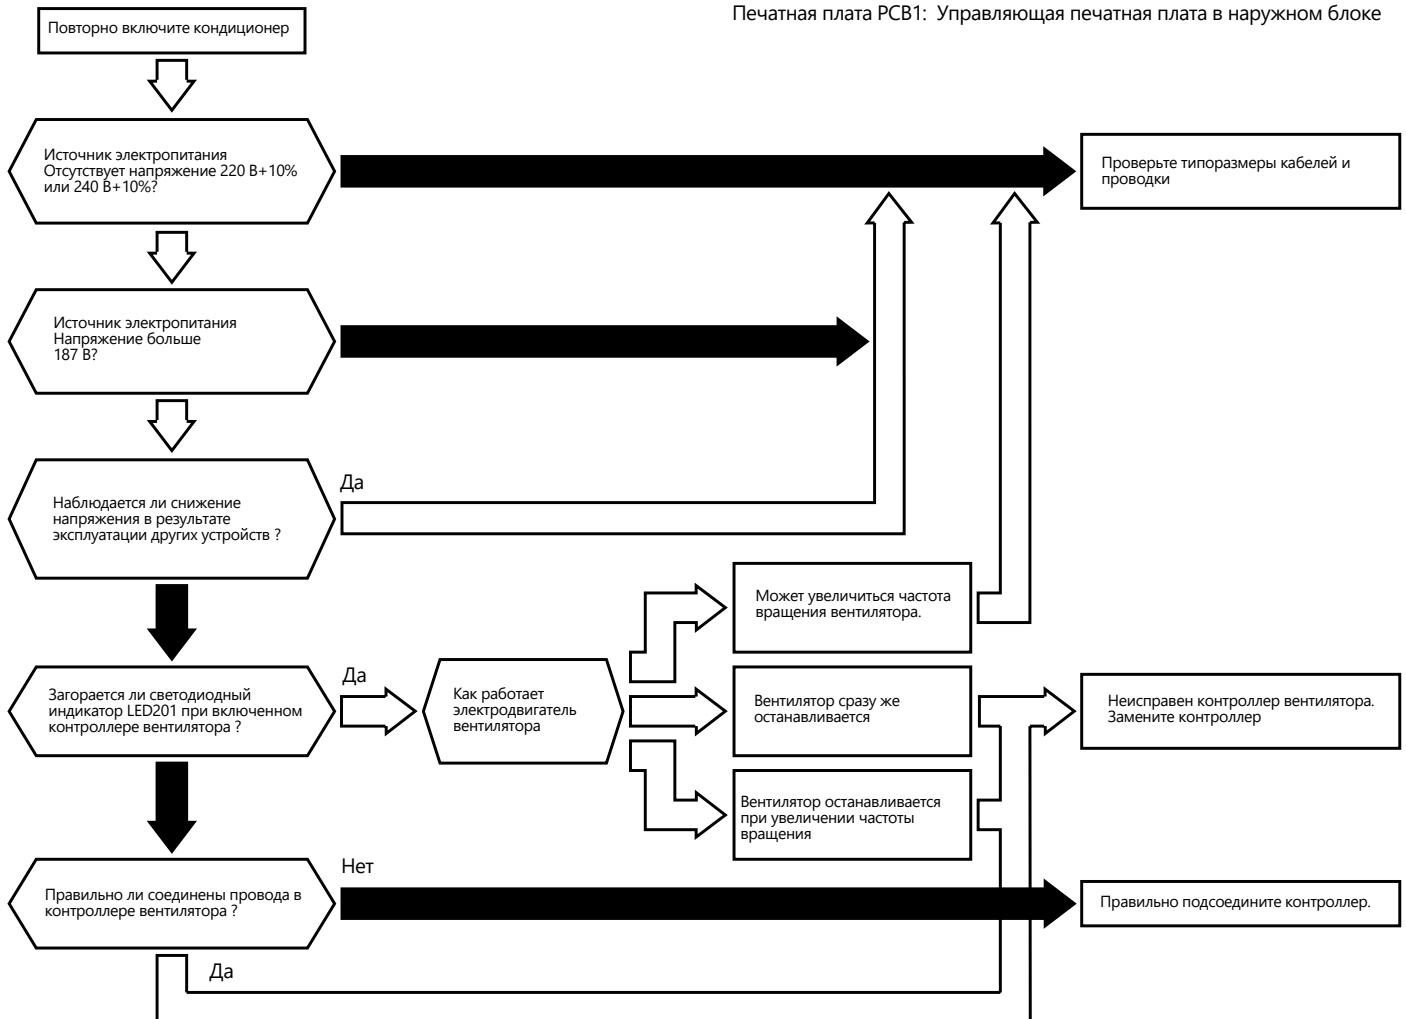 Печатная плата PCB1: Управляющая печатная плата в наружном блоке
Повторно включите кондиционер
Источник электропитания
Отсутствует напряжение 220 В+10%
или 240 В+10%?
Проверьте типоразмеры кабелей и
проводки
Источник электропитания
Напряжение больше
187 В?
Наблюдается ли снижение
напряжения в результате
эксплуатации других устройств ?
Да
Может увеличиться частота
вращения вентилятора.
Загорается ли светодиодный
индикатор LED201 при включенном
контроллере вентилятора ?
Да
Как работает
электродвигатель
вентилятора
Вентилятор сразу же
останавливается
Неисправен контроллер вентилятора.
Замените контроллер
Вентилятор останавливается
при увеличении частоты
вращения
Правильно ли соединены провода в
контроллере вентилятора ?
Нет
Правильно подсоедините контроллер.
Да